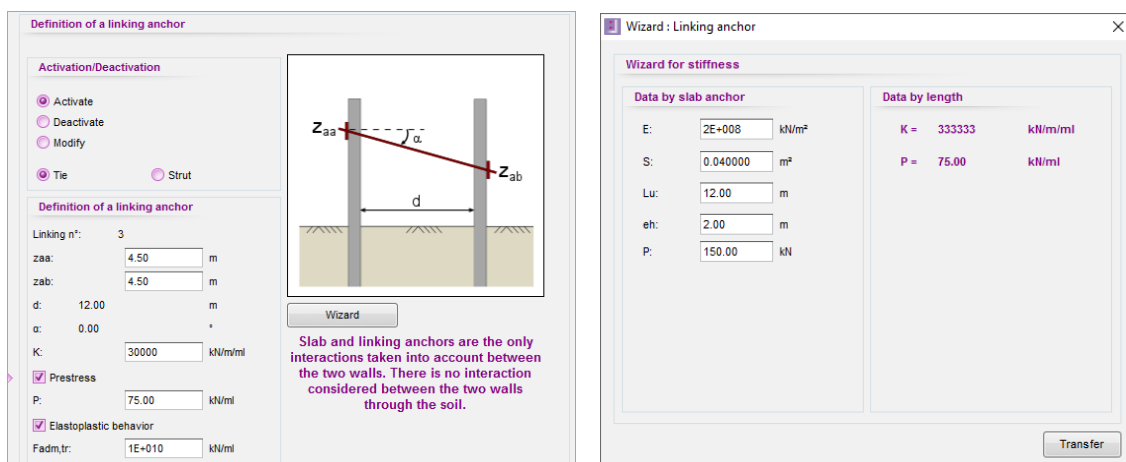 Definition of a linking anchor
Activation/Deactivation
Activate
Deactivate
Modify
Tie Strut
Definition of a linking anchor
Linking n°: 3
zaa: 4.50 m
zab: 4.50 m
d: 12.00 m
α: 0.00 °
K: 30000 kN/m/ml
Prestress
P: 75.00 kN/ml
Elastoplastic behavior
Fadm,tr: 1E+010 kN/ml
Zaa
α
Zab
d
Wizard
Slab and linking anchors are the only
interactions taken into account between
the two walls. There is no interaction
considered between the two walls
through the soil.
Wizard : Linking anchor
Wizard for stiffness
Data by slab anchor
E: 2E+008 kN/m²
S: 0.040000 m²
Lu: 12.00 m
eh: 2.00 m
P: 150.00 kN
Data by length
K = 333333 kN/m/ml
P = 75.00 kN/ml
Transfer